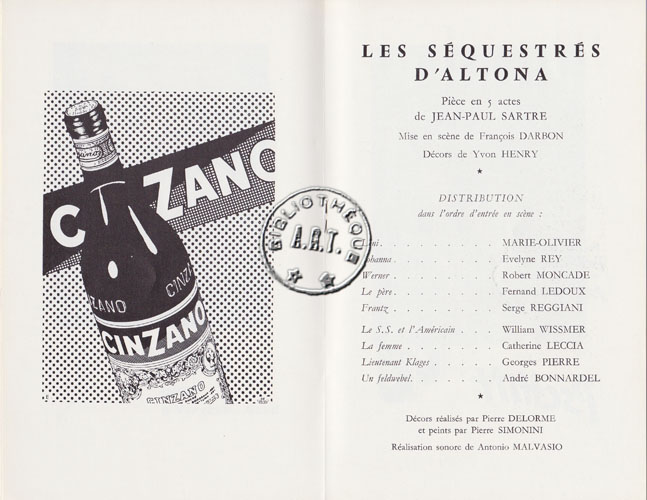 CINZANO
CINZANO
CINZANO
CINZANO
CINZANO
BIBLIOTHÈQUE
A.R.T.
LES SÉQUESTRÉS
D'ALTONA
Pièce en 5 actes
de JEAN-PAUL SARTRE
Mise en scène de François DARBON
Décors de Yvon HENRY
DISTRIBUTION
dans l'ordre d'entrée en scène :
MARIE-OLIVIER
Johanna . . . . . . . . Evelyne REY
Werner . . . . . . . . Robert MONCADE
Le père . . . . . . . . Fernand LEDOUX
Frantz . . . . . . . . Serge REGGIANI
Le S.S. et l'Américain . . . William WISSMER
La femme . . . . . . . Catherine LECCIA
Lieutenant Klages . . . . . Georges PIERRE
Un feldwebel . . . . . . . André BONNARDEL
Décors réalisés par Pierre DELORME
et peints par Pierre SIMONINI
Réalisation sonore de Antonio MALVASIO